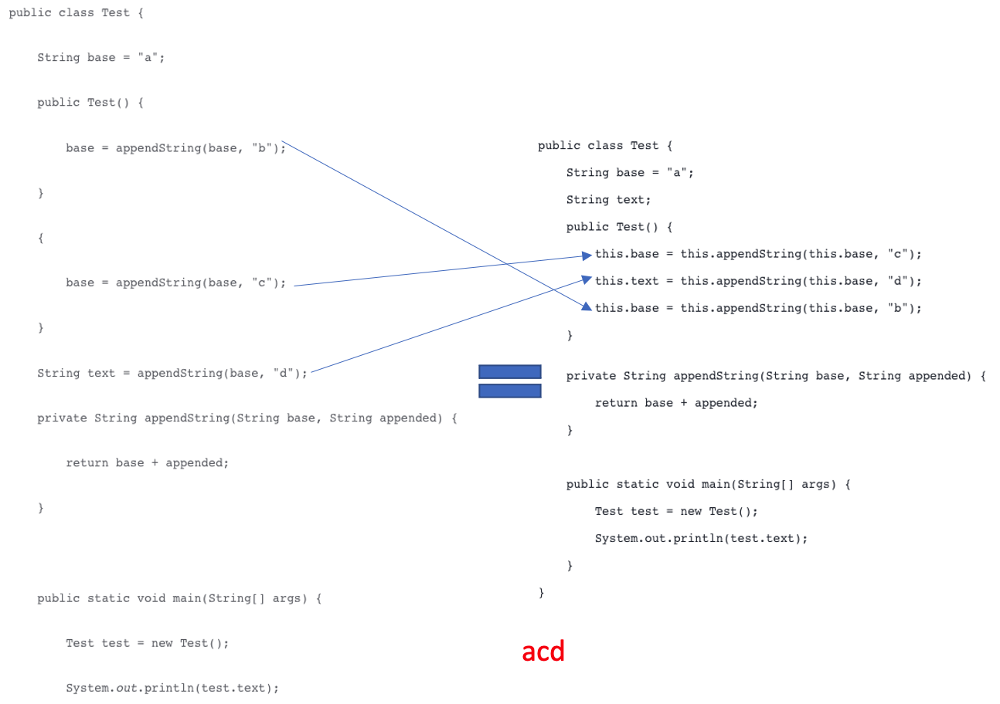 public class Test {
String base = "a";
public Test() {
base = appendString(base, "b");
}
{
base = appendString(base, "c");
}
String text = appendString(base, "d");
private String appendString(String base, String appended) {
return base + appended;
}
public static void main(String[] args) {
Test test = new Test();
System.out.println(test.text);
public class Test {
String base = "a";
String text;
public Test() {
this.base = this.appendString(this.base, "c");
this.text = this.appendString(this.base, "d");
this.base = this.appendString(this.base, "b");
}
private String appendString(String base, String appended) {
return base + appended;
}
public static void main(String[] args) {
Test test = new Test();
System.out.println(test.text);
}
}
acd